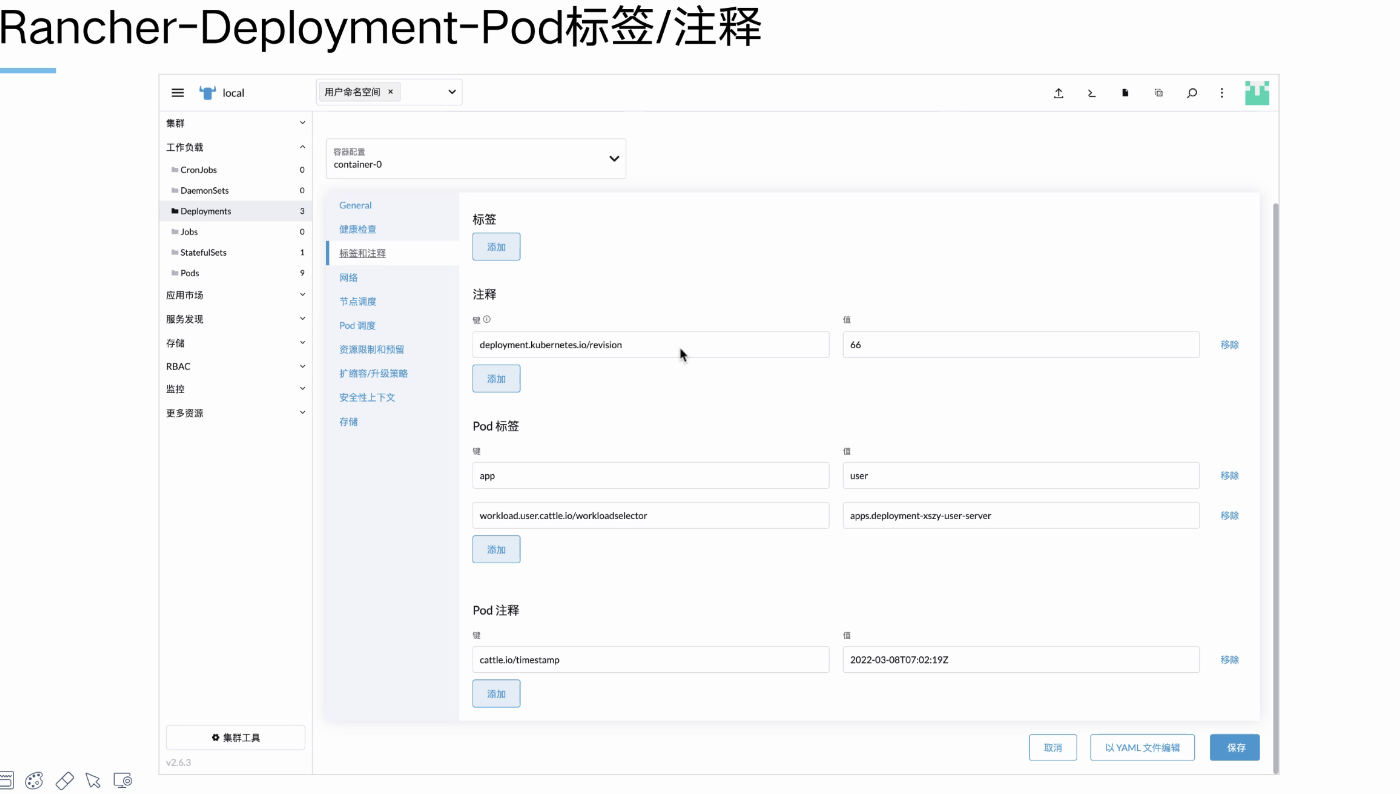 Rancher-Deployment-Pod标签/注释
local
用户命名空间 ×
集群
工作负载
CronJobs 0
DaemonSets 0
Deployments 3
Jobs 0
StatefulSets 1
Pods 9
应用市场
服务发现
存储
RBAC
监控
更多资源
集群工具
v2.6.3
容器配置
container-0
General
健康检查
标签和注释
网络
节点调度
Pod 调度
资源限制和预留
扩缩容/升级策略
安全性上下文
存储
标签
添加
注释
键 值
deployment.kubernetes.io/revision 66 移除
添加
Pod 标签
键 值
app user 移除
workload.user.cattle.io/workloadselector apps.deployment-xszy-user-server 移除
添加
Pod 注释
键 值
cattle.io/timestamp 2022-03-08T07:02:19Z 移除
添加
取消 以 YAML 文件编辑 保存